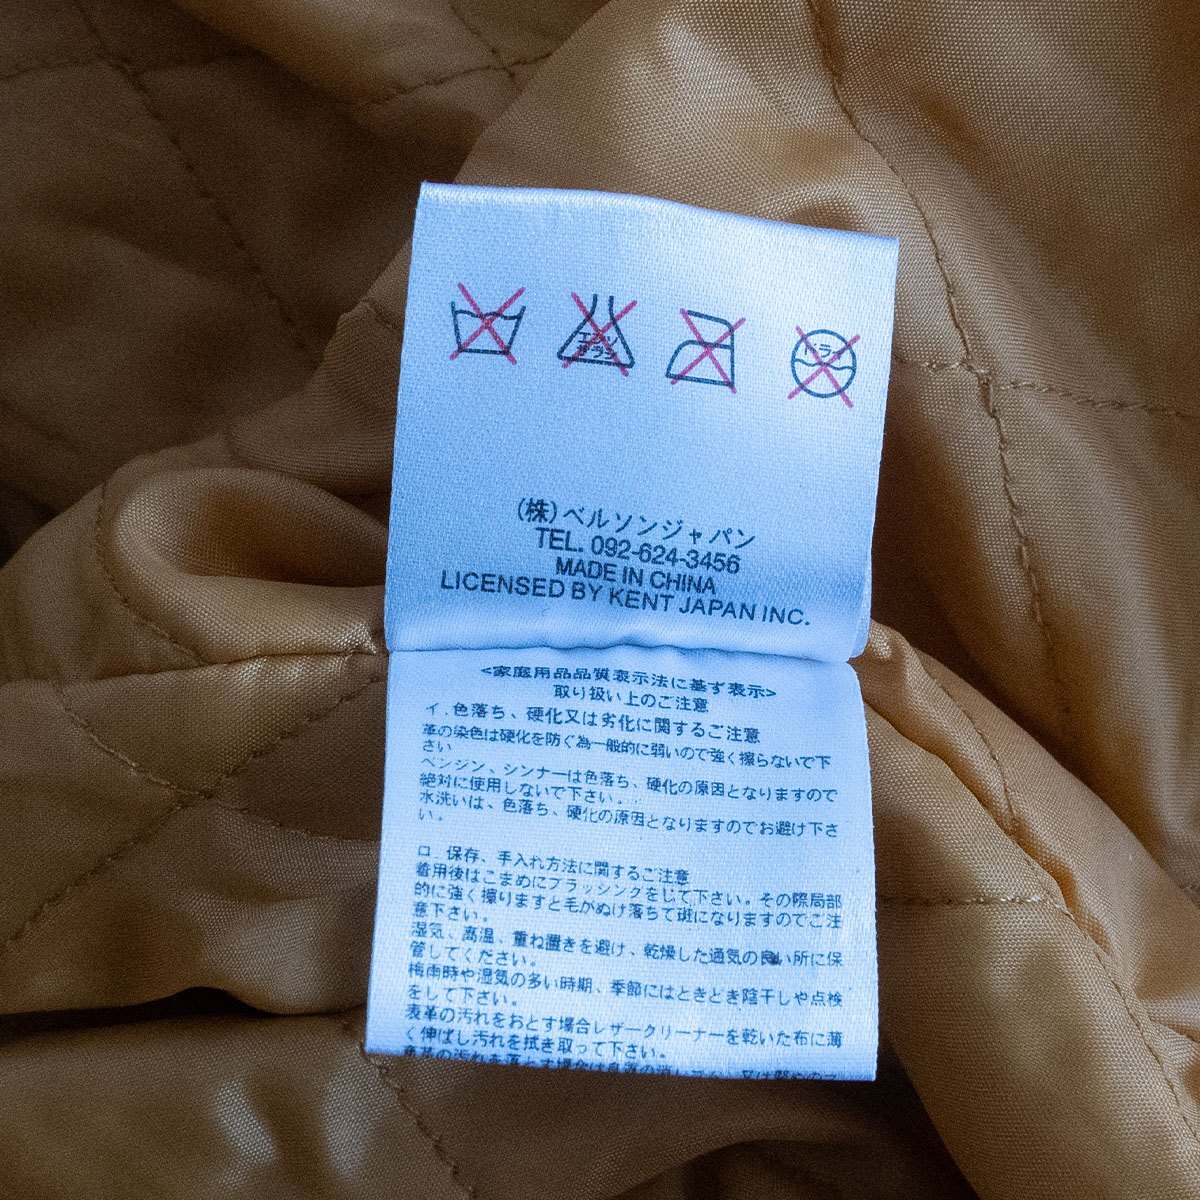 エンソ
サラシ
ドライ
(株)ベルソンジャパン
TEL. 092-624-3456
MADE IN CHINA
LICENSED BY KENT JAPAN INC.
<家庭用品品質表示法に基ず表示>
取り扱い上のご注意
イ. 色落ち、硬化又は劣化に関するご注意
革の染色は硬化を防ぐ為一般的に弱いので強く擦らないで下
さい
ベンジン、シンナーは色落ち、硬化の原因となりますので
絶対に使用しないで下さい。
水洗いは、色落ち、硬化の原因となりますのでお避け下さ
い。
ロ. 保存、手入れ方法に関するご注意
着用後はこまめにブラッシングをして下さい。その際局部
的に強く擦りますと毛がぬけ落ちて斑になりますのでご注
意下さい。
湿気、高温、重ね置きを避け、乾燥した通気の良い所に保
管してください。
梅雨時や湿気の多い時期、季節にはときどき陰干しや点検
をして下さい。
表革の汚れをおとす場合レザークリーナーを乾いた布に薄
く伸ばし汚れを拭き取って下さい。